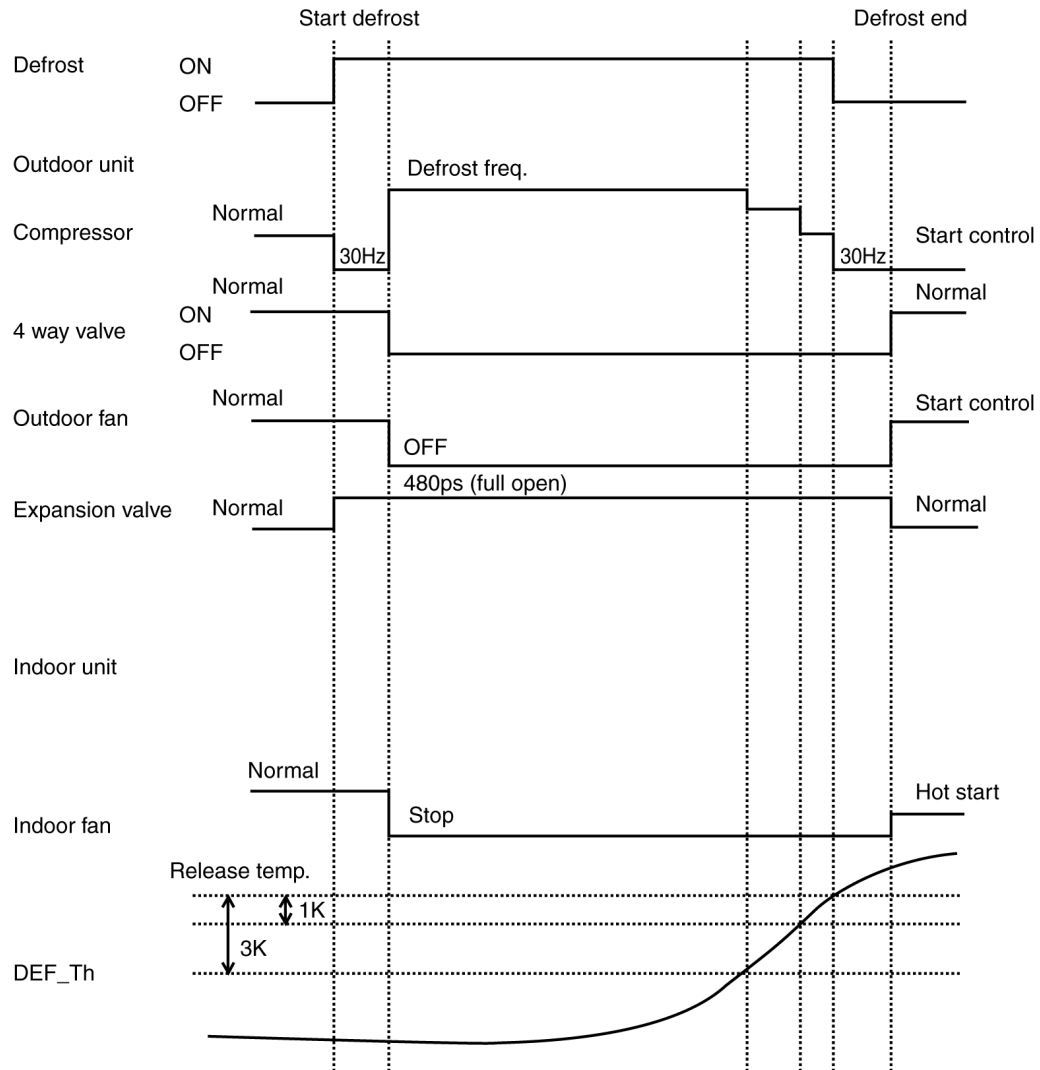 Start defrost
Defrost end
Defrost
ON
OFF
Outdoor unit
Defrost freq.
Normal
Compressor
30Hz
30Hz
Start control
Normal
Normal
ON
4 way valve
OFF
Normal
Start control
Outdoor fan
OFF
480ps (full open)
Expansion valve
Normal
Normal
Indoor unit
Normal
Hot start
Indoor fan
Stop
Release temp.
1K
3K
DEF_Th